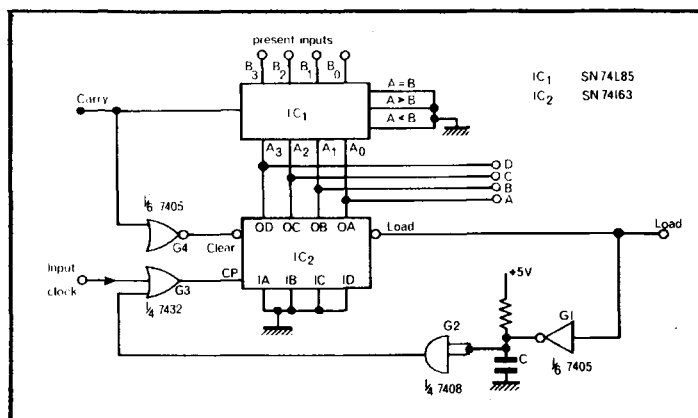 present inputs
B3 B2 B1 B0
IC1 SN 74L85
IC2 SN 74163
A = B
A > B
A < B
Carry
IC1
A3 A2 A1 A0
D
C
B
A
1/6 7405
G4
Clear
OD OC OB OA
Load
Load
IC2
Input clock
CP
G3
IA IB IC ID
1/4 7432
+5V
G2
G1
C
1/4 7408
1/6 7405